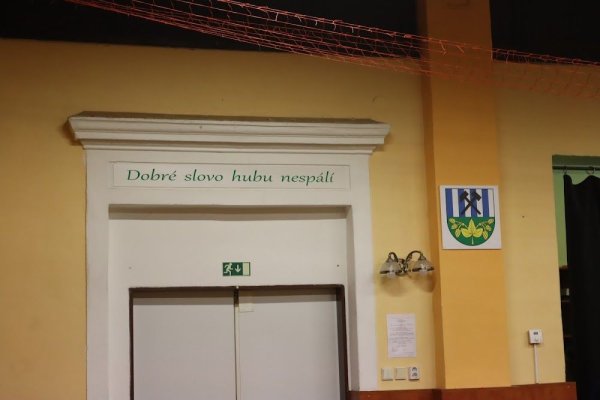 Dobré slovo hubu nespálí